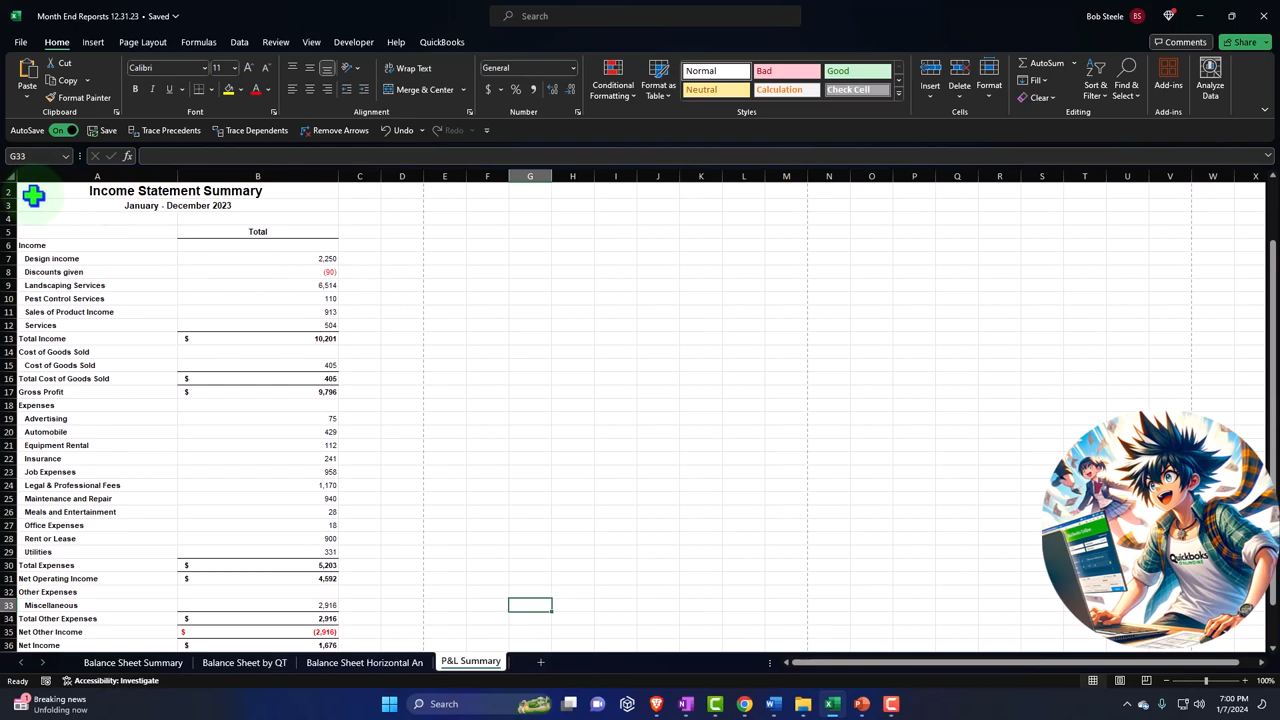 Month End Reporsts 12.31.23 • Saved
Search
Bob Steele BS
File Home Insert Page Layout Formulas Data Review View Developer Help QuickBooks Comments Share
Paste
Cut
Copy
Format Painter
Clipboard
Calibri 11
B I U
Font
Wrap Text
Merge & Center
Alignment
General
$ %
Number
Conditional Formatting
Format as Table
Normal Bad Good
Neutral Calculation Check Cell
Styles
Insert Delete Format
Cells
AutoSum
Fill
Clear
Sort & Filter
Find & Select
Editing
Add-ins
Add-ins
Analyze Data
AutoSave On Save Trace Precedents Trace Dependents Remove Arrows Undo Redo
G33 fx
A B C D E F G H I J K L M N O P Q R S T U V W X
2 Income Statement Summary
3 January - December 2023
4
5 Total
6 Income
7 Design income 2,250
8 Discounts given (90)
9 Landscaping Services 6,514
10 Pest Control Services 110
11 Sales of Product Income 913
12 Services 504
13 Total Income $ 10,201
14 Cost of Goods Sold
15 Cost of Goods Sold 405
16 Total Cost of Goods Sold $ 405
17 Gross Profit $ 9,796
18 Expenses
19 Advertising 75
20 Automobile 429
21 Equipment Rental 112
22 Insurance 241
23 Job Expenses 958
24 Legal & Professional Fees 1,170
25 Maintenance and Repair 940
26 Meals and Entertainment 28
27 Office Expenses 18
28 Rent or Lease 900
29 Utilities 331
30 Total Expenses $ 5,203
31 Net Operating Income $ 4,592
32 Other Expenses
33 Miscellaneous 2,916
34 Total Other Expenses $ 2,916
35 Net Other Income $ (2,916)
36 Net Income $ 1,676
Quickbooks
Balance Sheet Summary Balance Sheet by QT Balance Sheet Horizontal An P&L Summary
Ready Accessibility: Investigate 100%
Breaking news
Unfolding now
Search
7:00 PM
1/7/2024